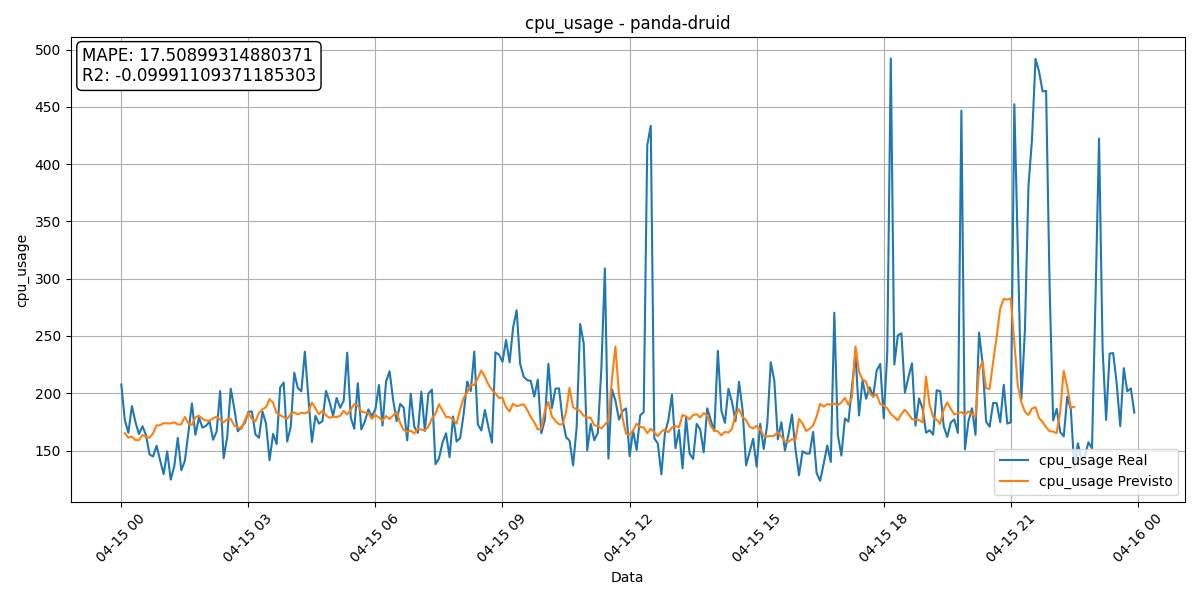 cpu_usage - panda-druid
MAPE: 17.50899314880371
R2: -0.09991109371185303
500
450
400
350
300
250
200
150
cpu_usage
cpu_usage Real
cpu_usage Previsto
04-15 00
04-15 03
04-15 06
04-15 09
04-15 12
04-15 15
04-15 18
04-15 21
04-16 00
Data